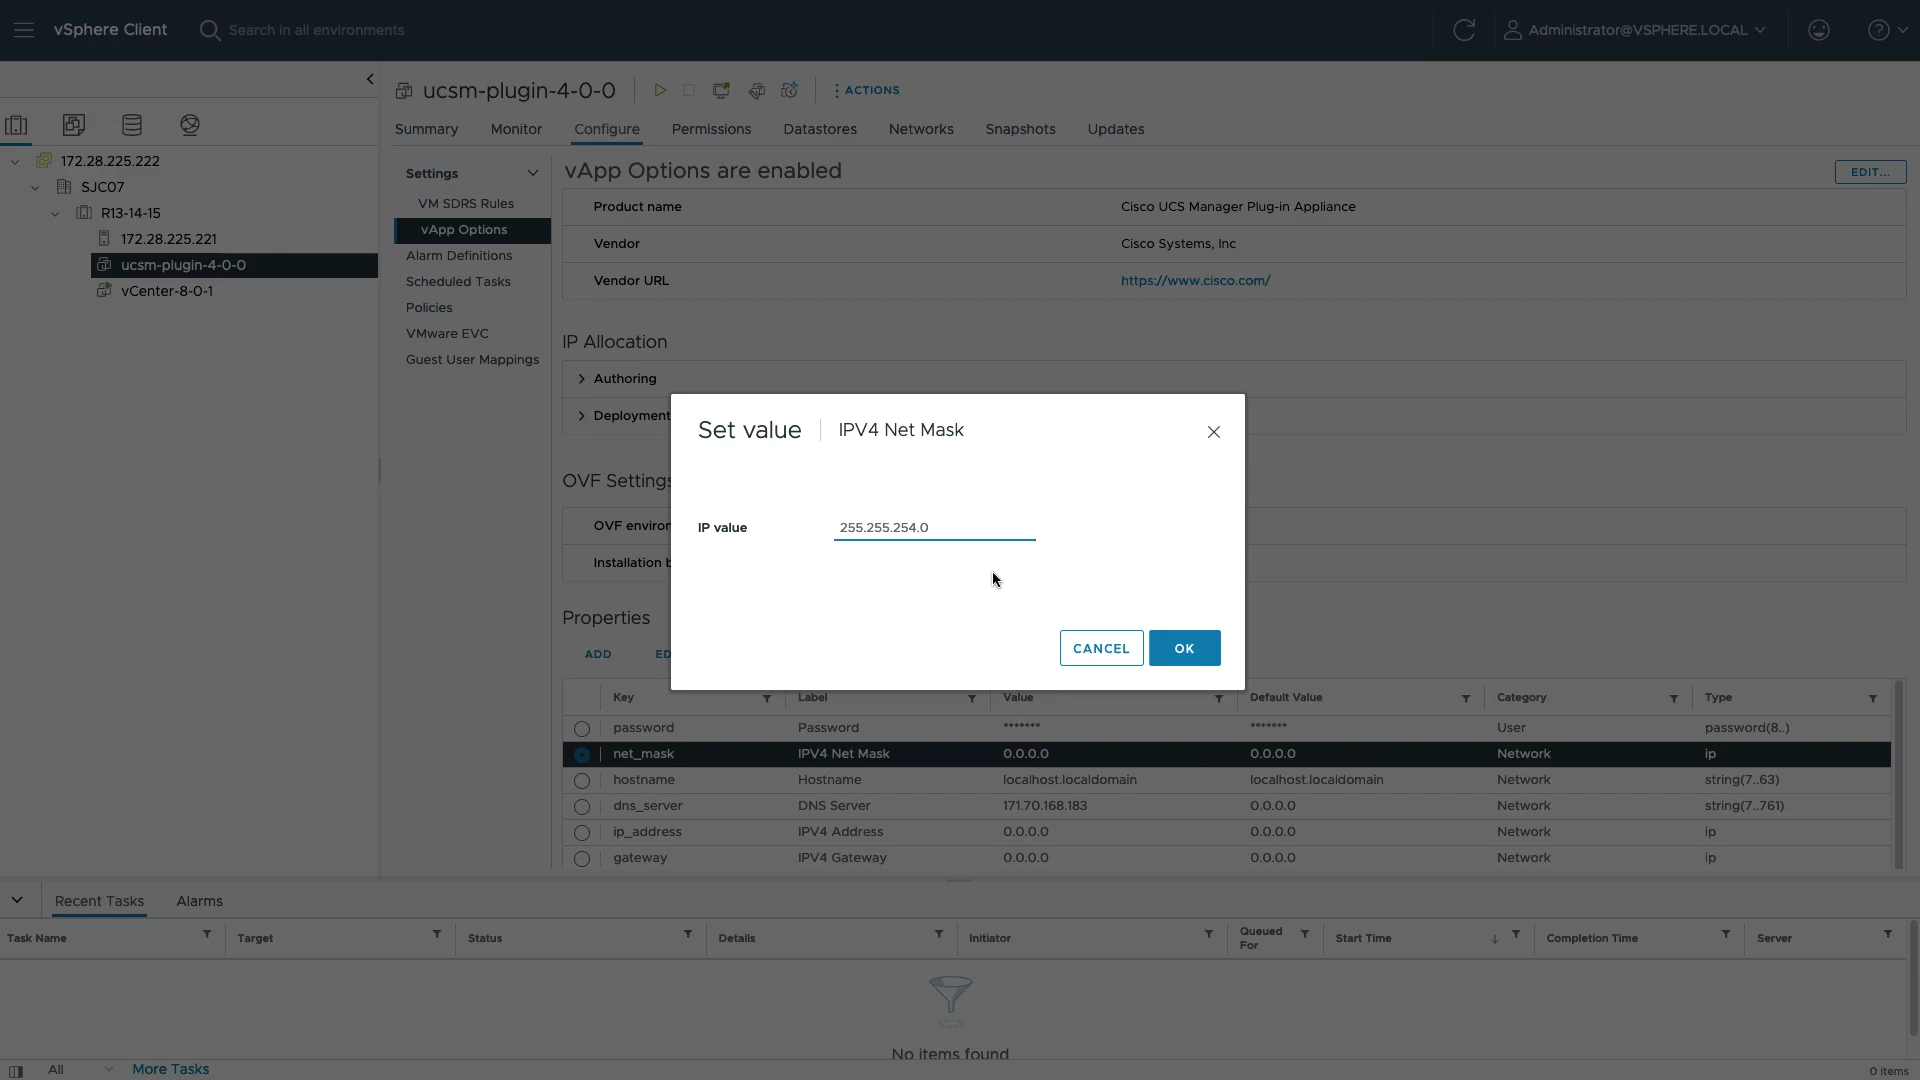 vSphere Client
Search in all environments
Administrator@VSPHERE.LOCAL
172.28.225.222
SJC07
R13-14-15
172.28.225.221
ucsm-plugin-4-0-0
vCenter-8-0-1
ucsm-plugin-4-0-0
ACTIONS
Summary Monitor Configure Permissions Datastores Networks Snapshots Updates
Settings
VM SDRS Rules
vApp Options
Alarm Definitions
Scheduled Tasks
Policies
VMware EVC
Guest User Mappings
vApp Options are enabled
EDIT...
Product name Cisco UCS Manager Plug-in Appliance
Vendor Cisco Systems, Inc
Vendor URL https://www.cisco.com/
IP Allocation
Authoring
Deployment
OVF Settings
OVF environ
Installation b
Set value IPV4 Net Mask
IP value 255.255.254.0
CANCEL OK
Properties
ADD ED
Key Label Value Default Value Category Type
password Password ******* ******* User password(8..)
net_mask IPV4 Net Mask 0.0.0.0 0.0.0.0 Network ip
hostname Hostname localhost.localdomain localhost.localdomain Network string(7..63)
dns_server DNS Server 171.70.168.183 0.0.0.0 Network string(7..761)
ip_address IPV4 Address 0.0.0.0 0.0.0.0 Network ip
gateway IPV4 Gateway 0.0.0.0 0.0.0.0 Network ip
Recent Tasks Alarms
Task Name Target Status Details Initiator Queued For Start Time Completion Time Server
No items found
All More Tasks 0 items